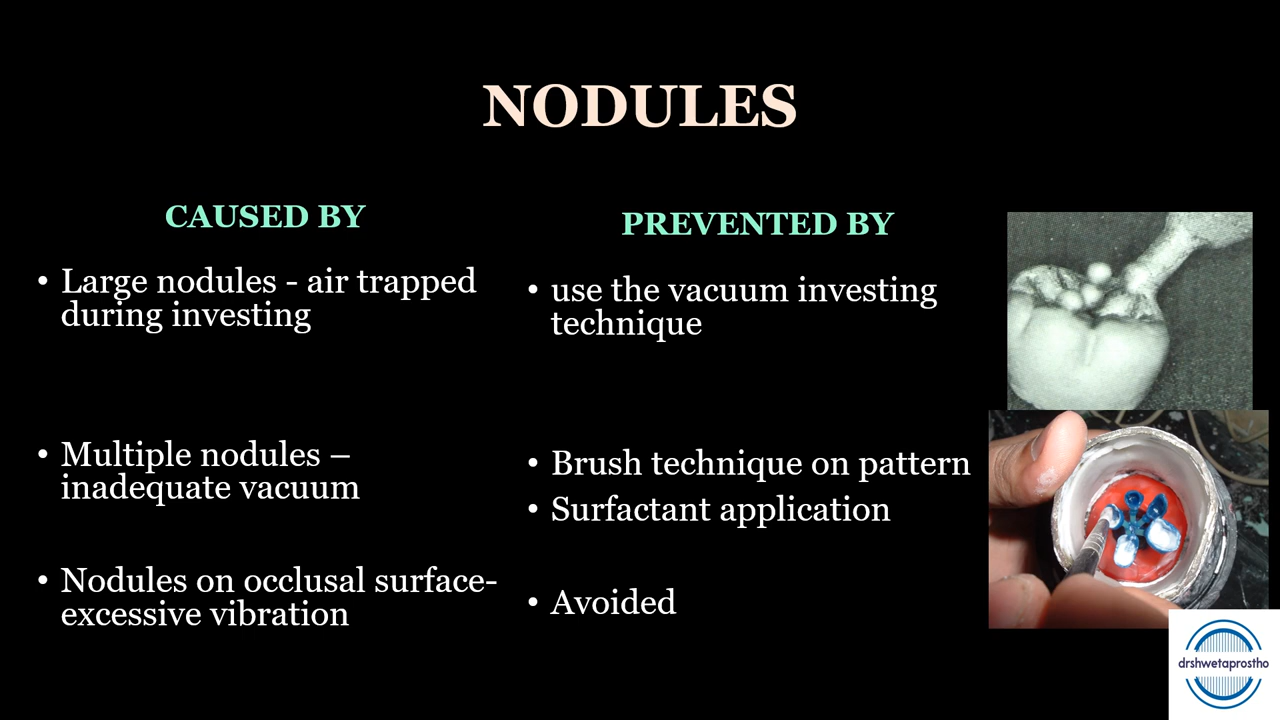 NODULES
CAUSED BY
• Large nodules - air trapped
during investing
• Multiple nodules –
inadequate vacuum
• Nodules on occlusal surface-
excessive vibration
PREVENTED BY
• use the vacuum investing
technique
• Brush technique on pattern
• Surfactant application
• Avoided
drshwetaprostho